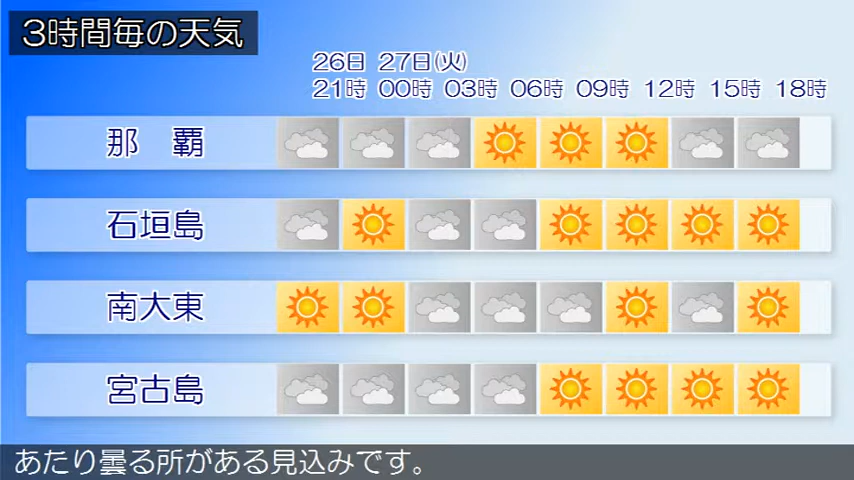 3時間毎の天気
26日 27日(火)
21時 00時 03時 06時 09時 12時 15時 18時
那　覇
石垣島
南大東
宮古島
あたり曇る所がある見込みです。